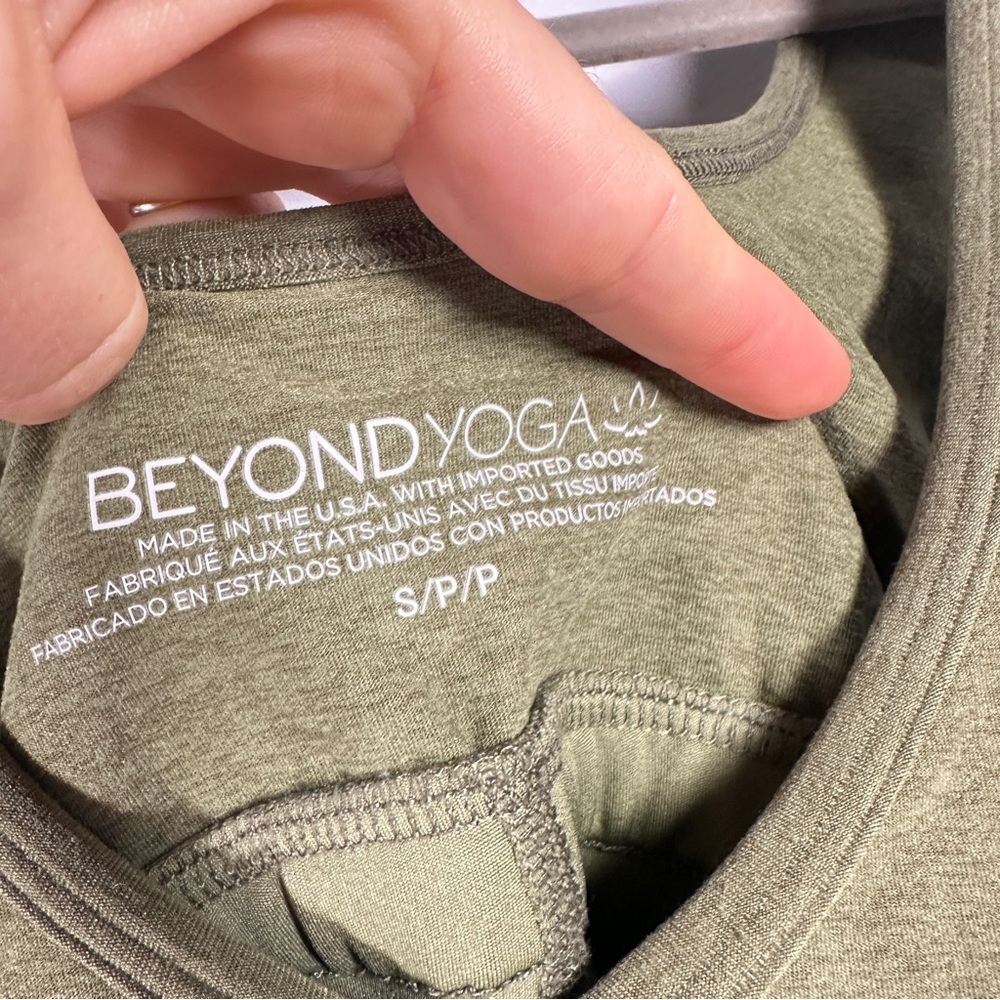 BEYOND YOGA
MADE IN THE U.S.A. WITH IMPORTED GOODS
FABRIQUÉ AUX ÉTATS-UNIS AVEC DU TISSU
FABRICADO EN ESTADOS UNIDOS CON PRODUCTOS
S/P/P